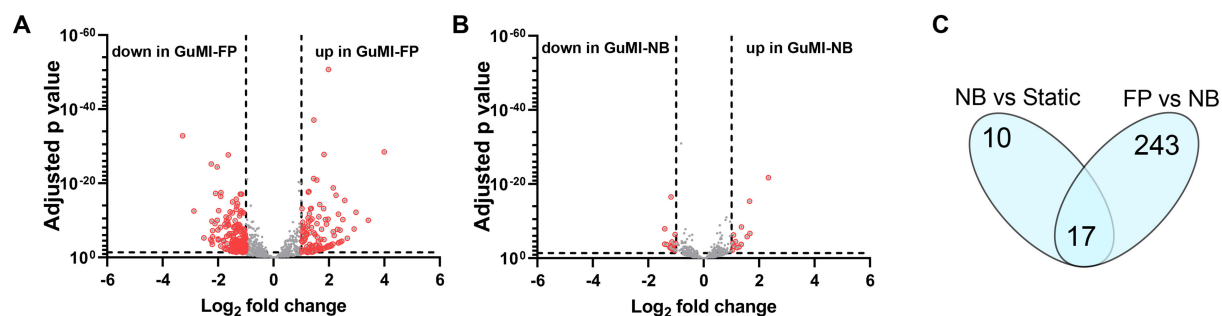 A
Adjusted p value
10^-60
10^-40
10^-20
10^0
down in GuMI-FP
up in GuMI-FP
-6 -4 -2 0 2 4 6
Log2 fold change
B
Adjusted p value
10^-60
10^-40
10^-20
10^0
down in GuMI-NB
up in GuMI-NB
-6 -4 -2 0 2 4 6
Log2 fold change
C
NB vs Static
FP vs NB
10
243
17